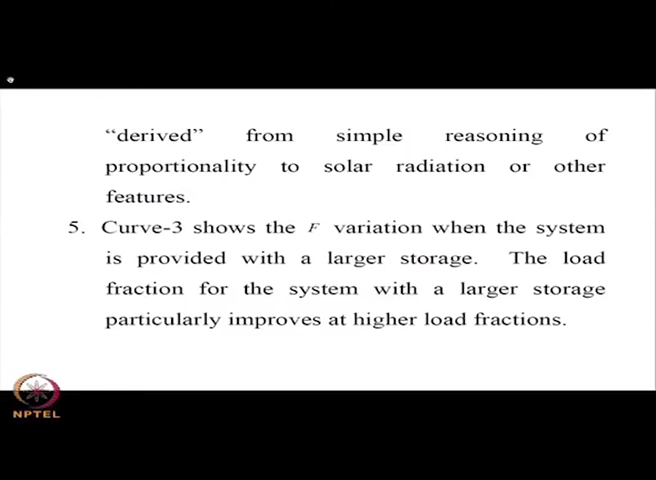 “derived” from simple reasoning of
proportionality to solar radiation or other
features.
5. Curve-3 shows the F variation when the system
is provided with a larger storage. The load
fraction for the system with a larger storage
particularly improves at higher load fractions.
NPTEL